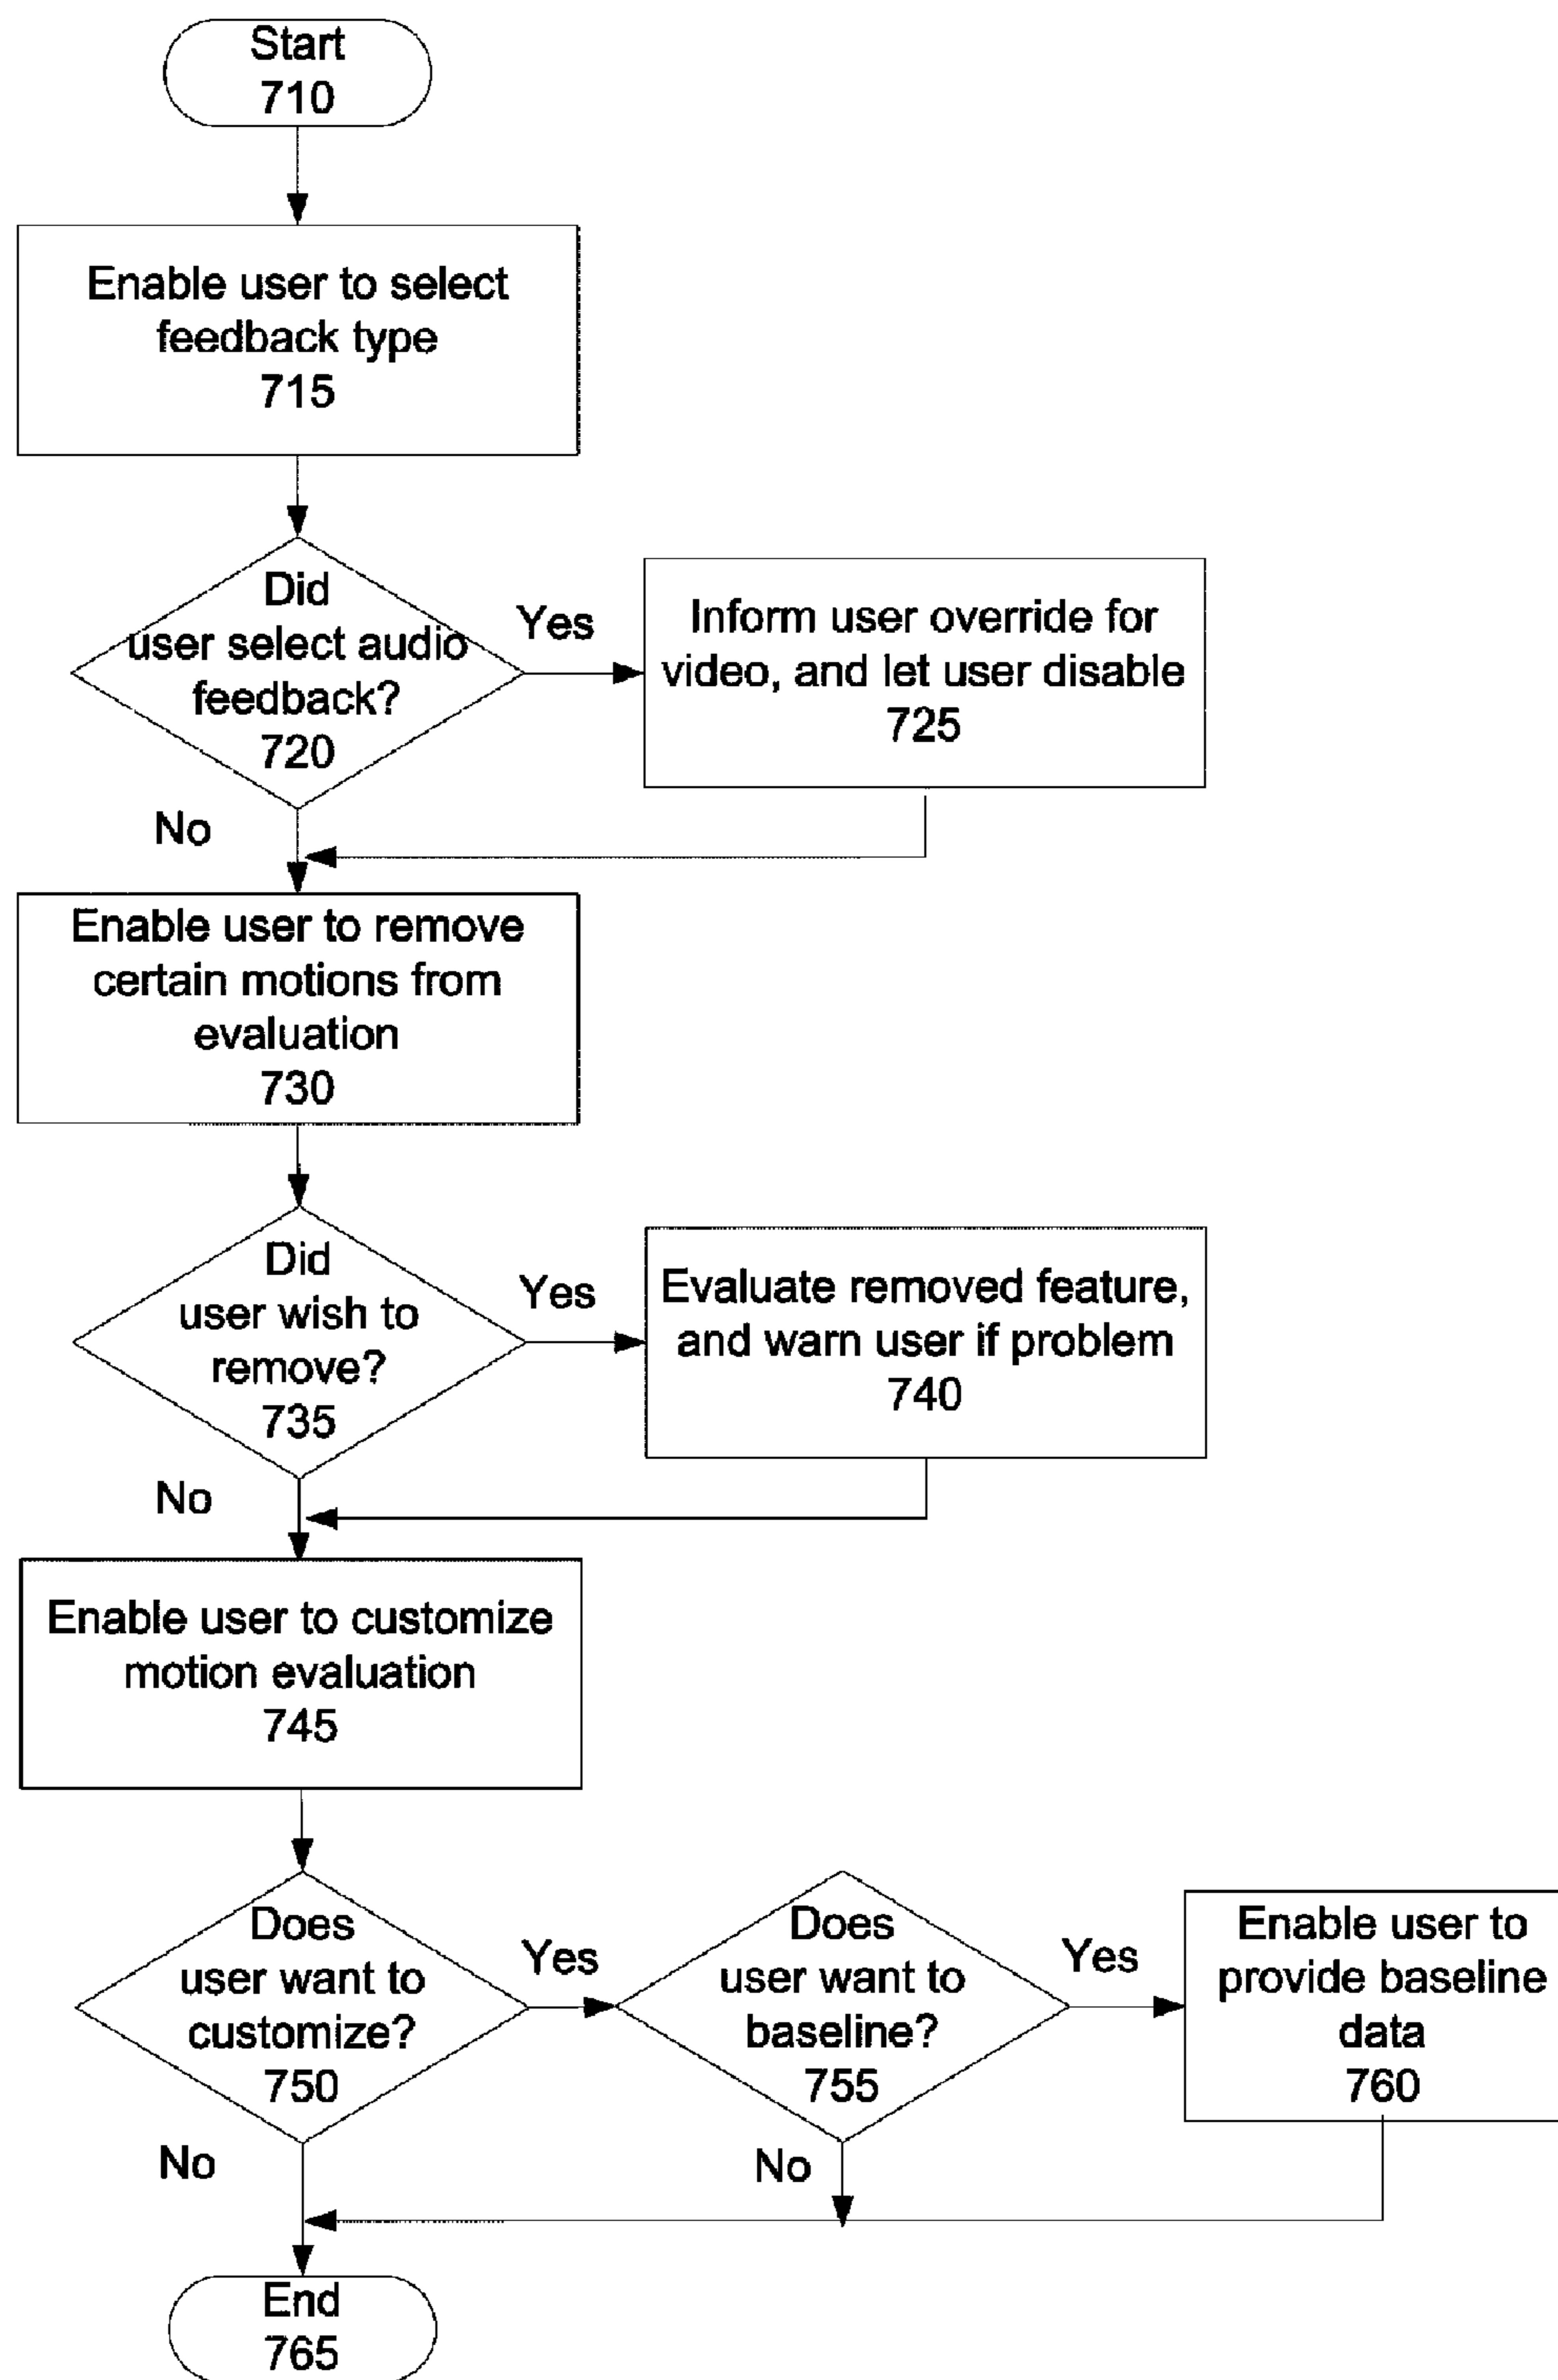 Start
710
Enable user to select
feedback type
715
Did
user select audio
feedback?
720
Yes
Inform user override for
video, and let user disable
725
No
Enable user to remove
certain motions from
evaluation
730
Did
user wish to
remove?
735
Yes
Evaluate removed feature,
and warn user if problem
740
No
Enable user to customize
motion evaluation
745
Does
user want to
customize?
750
Yes
Does
user want to
baseline?
755
Yes
Enable user to
provide baseline
data
760
No
No
End
765